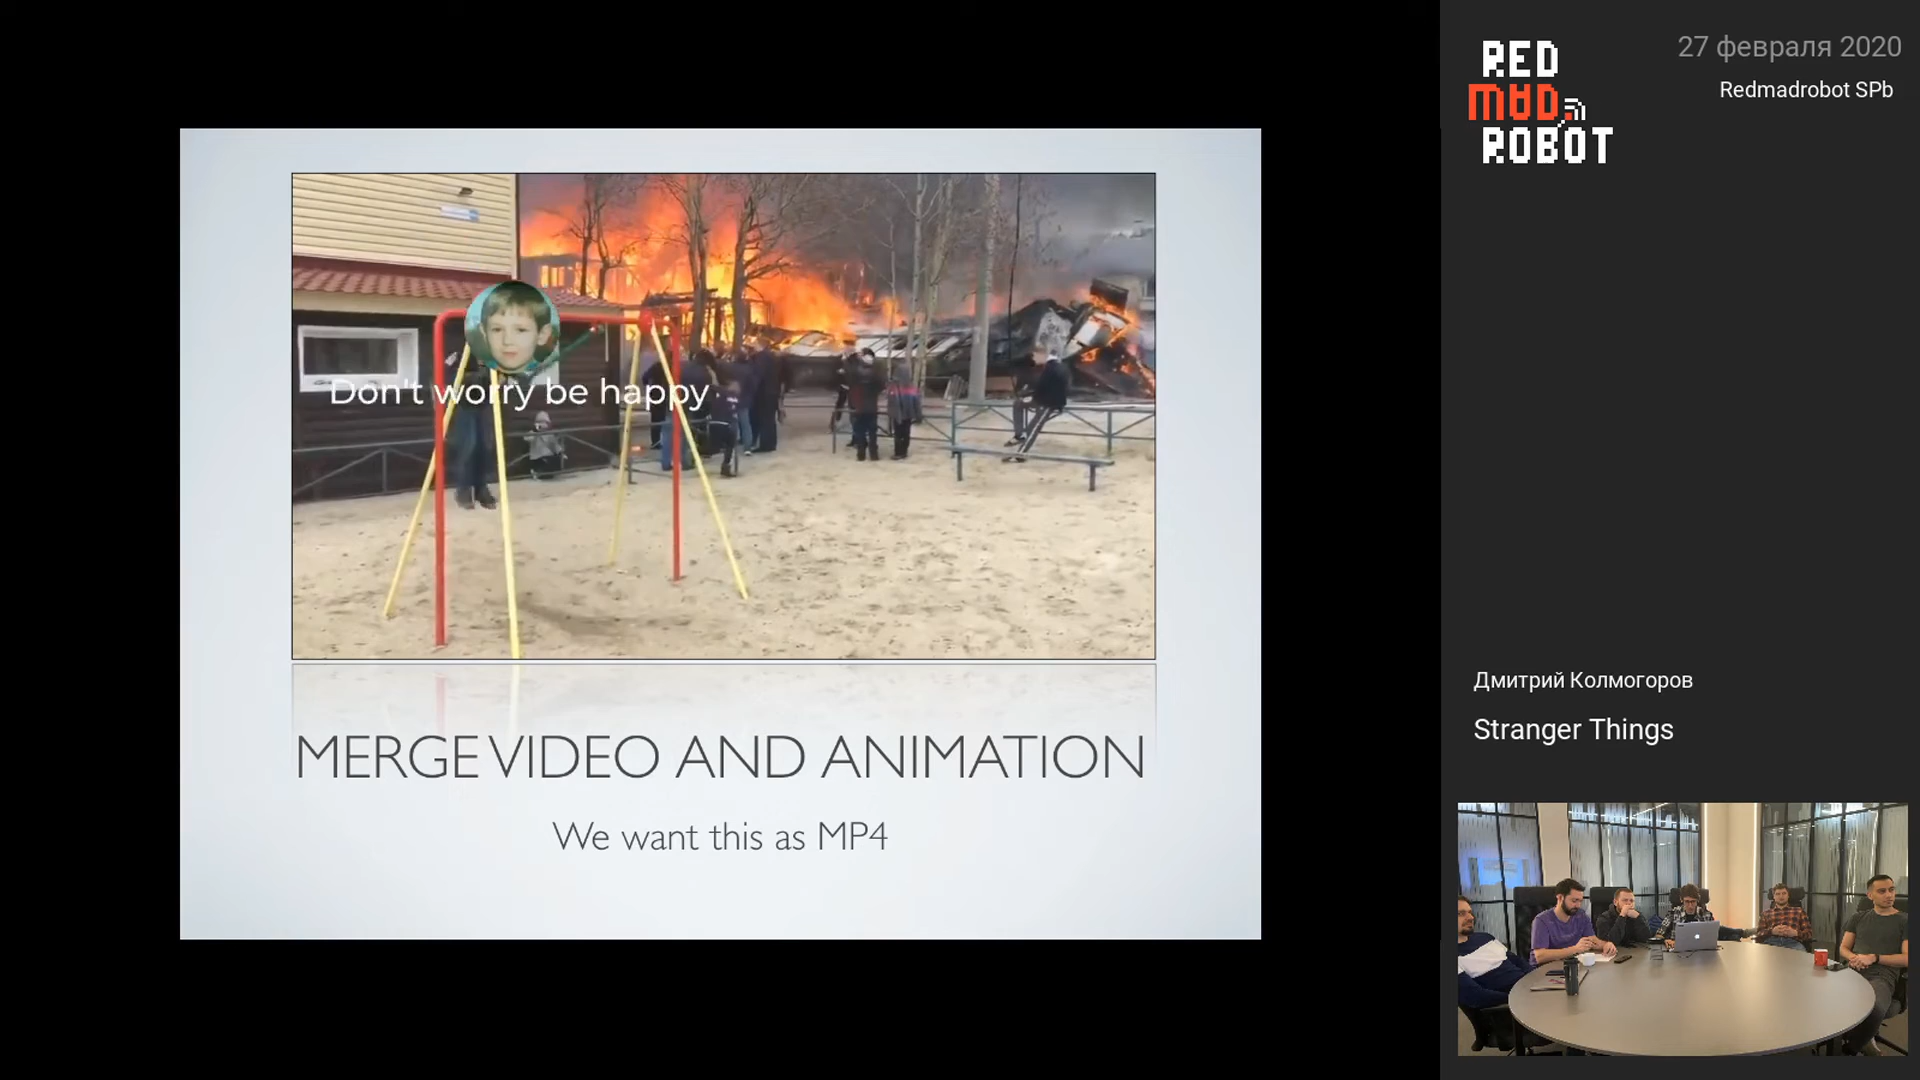 Don't worry be happy
MERGE VIDEO AND ANIMATION
We want this as MP4
RED
MAD
ROBOT
27 февраля 2020
Redmadrobot SPb
Дмитрий Колмогоров
Stranger Things